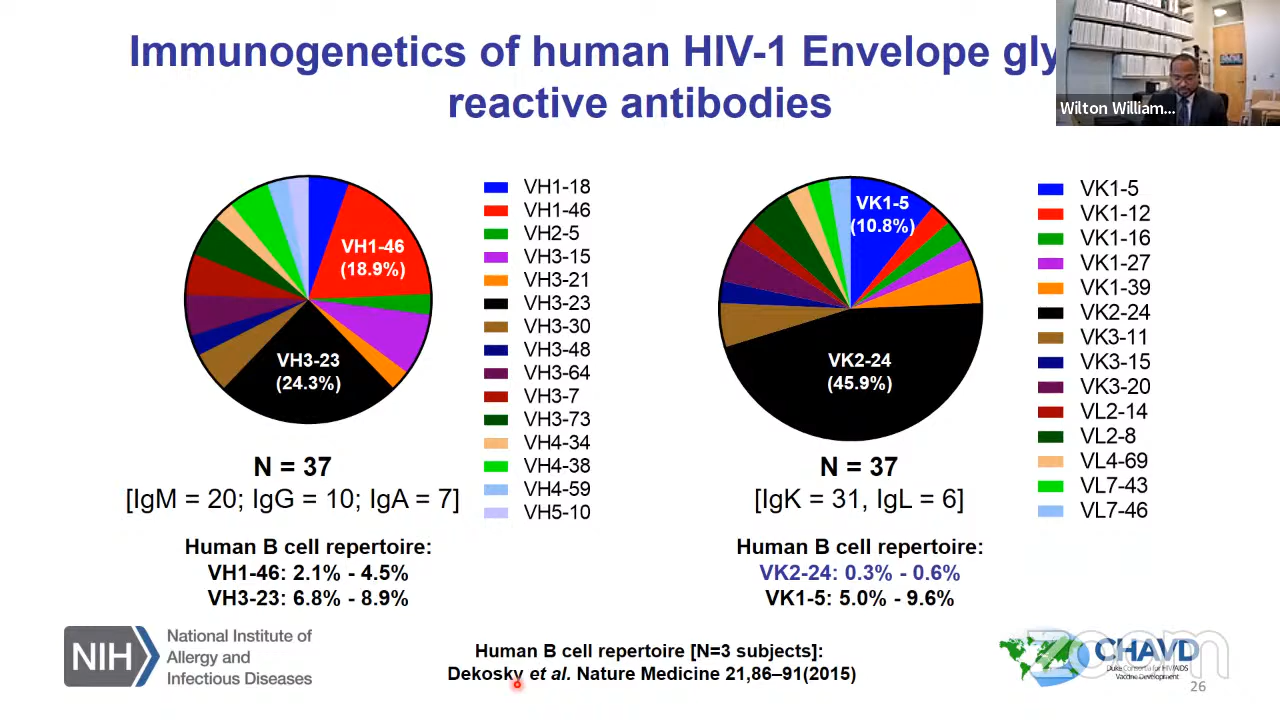 Immunogenetics of human HIV-1 Envelope gly
reactive antibodies
Wilton William...
VH1-46
(18.9%)
VH3-23
(24.3%)
VH1-18
VH1-46
VH2-5
VH3-15
VH3-21
VH3-23
VH3-30
VH3-48
VH3-64
VH3-7
VH3-73
VH4-34
VH4-38
VH4-59
VH5-10
N = 37
[IgM = 20; IgG = 10; IgA = 7]
Human B cell repertoire:
VH1-46: 2.1% - 4.5%
VH3-23: 6.8% - 8.9%
VK1-5
(10.8%)
VK2-24
(45.9%)
VK1-5
VK1-12
VK1-16
VK1-27
VK1-39
VK2-24
VK3-11
VK3-15
VK3-20
VL2-14
VL2-8
VL4-69
VL7-43
VL7-46
N = 37
[IgK = 31, IgL = 6]
Human B cell repertoire:
VK2-24: 0.3% - 0.6%
VK1-5: 5.0% - 9.6%
NIH
National Institute of
Allergy and
Infectious Diseases
Human B cell repertoire [N=3 subjects]:
Dekosky et al. Nature Medicine 21,86–91(2015)
CHAVD
Duke Consortia for HIV/AIDS
Vaccine Development
zoom
26